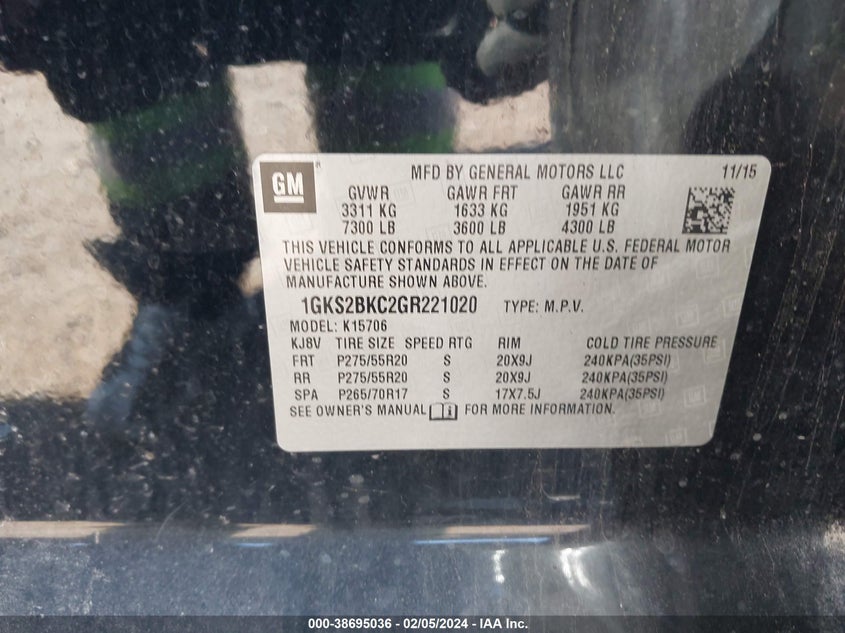 GM
MFD BY GENERAL MOTORS LLC 11/15
GVWR GAWR FRT GAWR RR
3311 KG 1633 KG 1951 KG
7300 LB 3600 LB 4300 LB
THIS VEHICLE CONFORMS TO ALL APPLICABLE U.S. FEDERAL MOTOR
VEHICLE SAFETY STANDARDS IN EFFECT ON THE DATE OF
MANUFACTURE SHOWN ABOVE.
1GKS2BKC2GR221020 TYPE: M.P.V.
MODEL: K15706
KJ8V TIRE SIZE SPEED RTG RIM COLD TIRE PRESSURE
FRT P275/55R20 S 20X9J 240KPA(35PSI)
RR P275/55R20 S 20X9J 240KPA(35PSI)
SPA P265/70R17 S 17X7.5J 240KPA(35PSI)
SEE OWNER'S MANUAL FOR MORE INFORMATION.
000-38695036 - 02/05/2024 - IAA Inc.